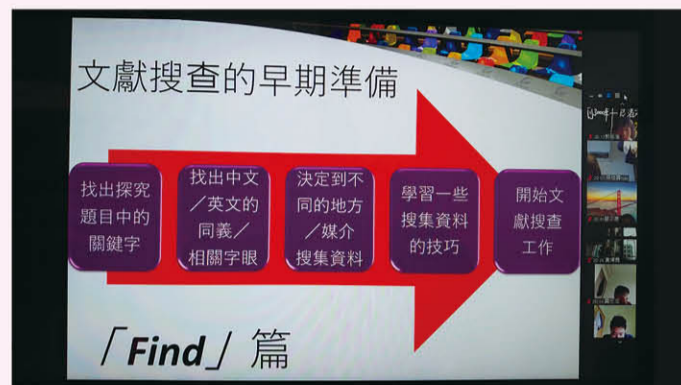 文獻搜查的早期準備
找出探究
題目中的
關鍵字
找出中文
／英文的
同義／
相關字眼
決定到不
同的地方
／媒介
搜集資料
學習一些
搜集資料
的技巧
開始文
獻搜查
工作
「Find」篇